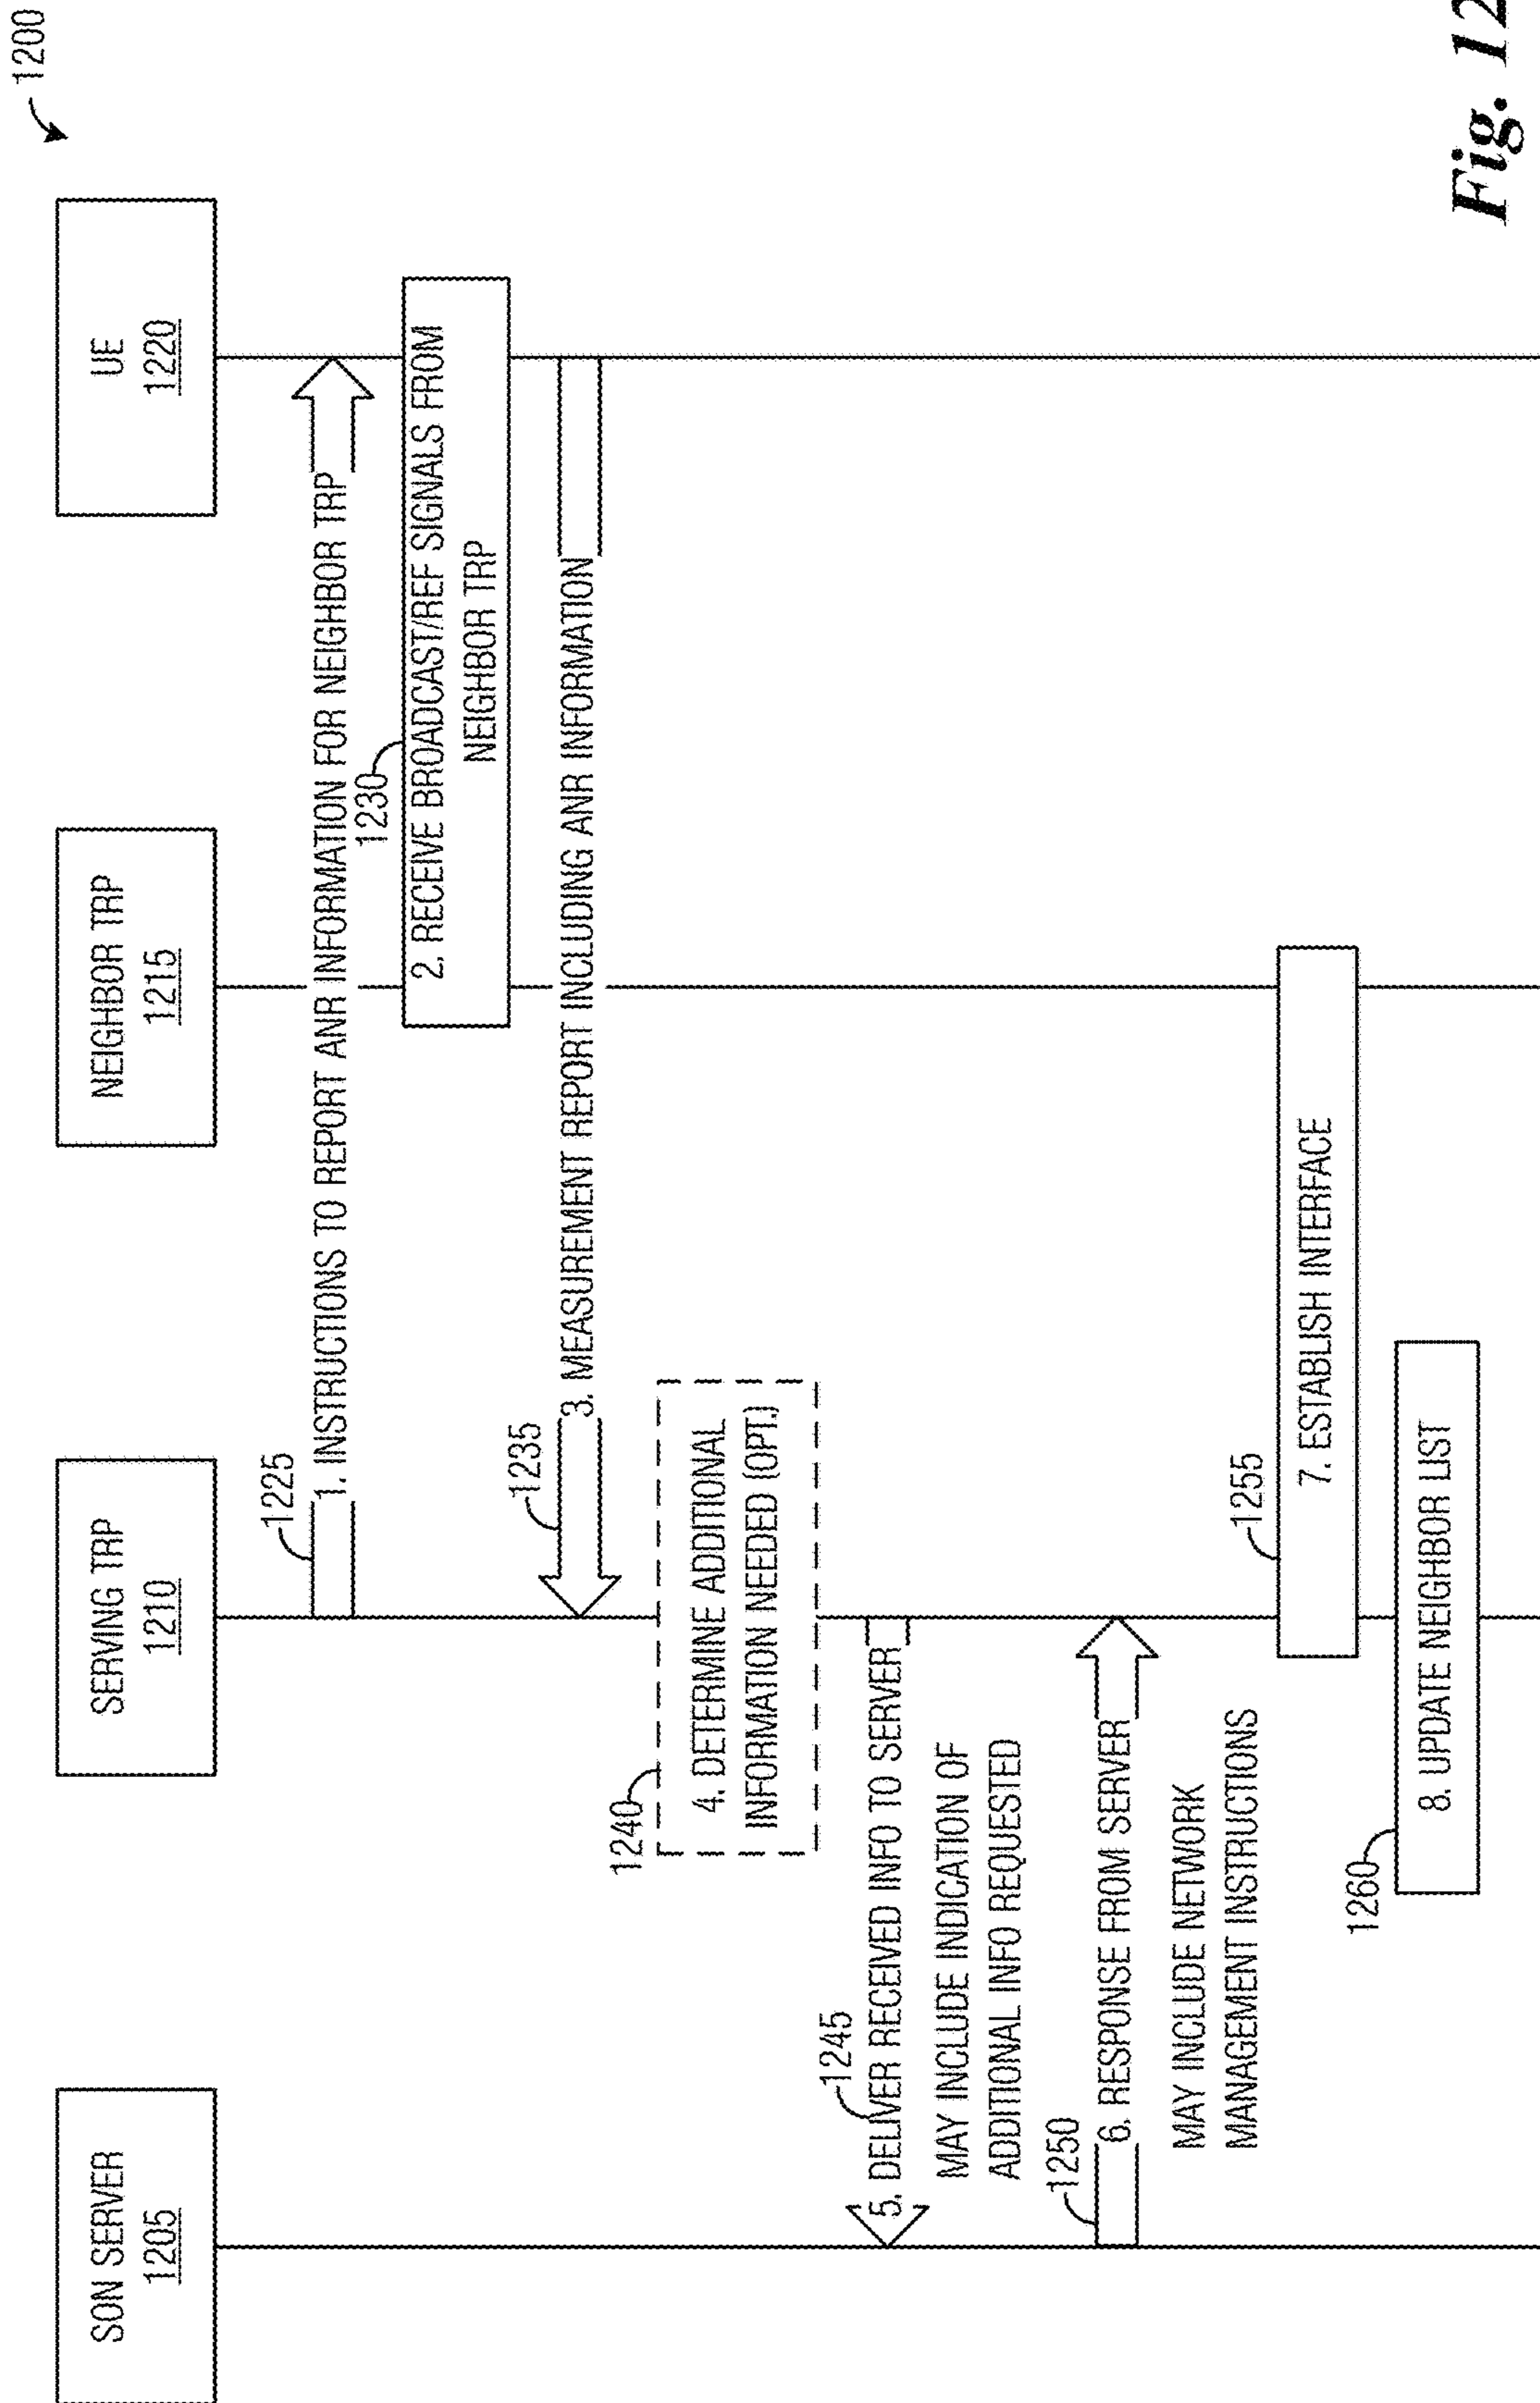 1200
SON SERVER
1205
SERVING TRP
1210
NEIGHBOR TRP
1215
UE
1220
1225
1. INSTRUCTIONS TO REPORT ANR INFORMATION FOR NEIGHBOR TRP
1230
2. RECEIVE BROADCAST/REF SIGNALS FROM
NEIGHBOR TRP
1235
3. MEASUREMENT REPORT INCLUDING ANR INFORMATION
1240
4. DETERMINE ADDITIONAL
INFORMATION NEEDED (OPT.)
1245
5. DELIVER RECEIVED INFO TO SERVER
MAY INCLUDE INDICATION OF
ADDITIONAL INFO REQUESTED
1250
6. RESPONSE FROM SERVER
MAY INCLUDE NETWORK
MANAGEMENT INSTRUCTIONS
1255
7. ESTABLISH INTERFACE
1260
8. UPDATE NEIGHBOR LIST
Fig. 12